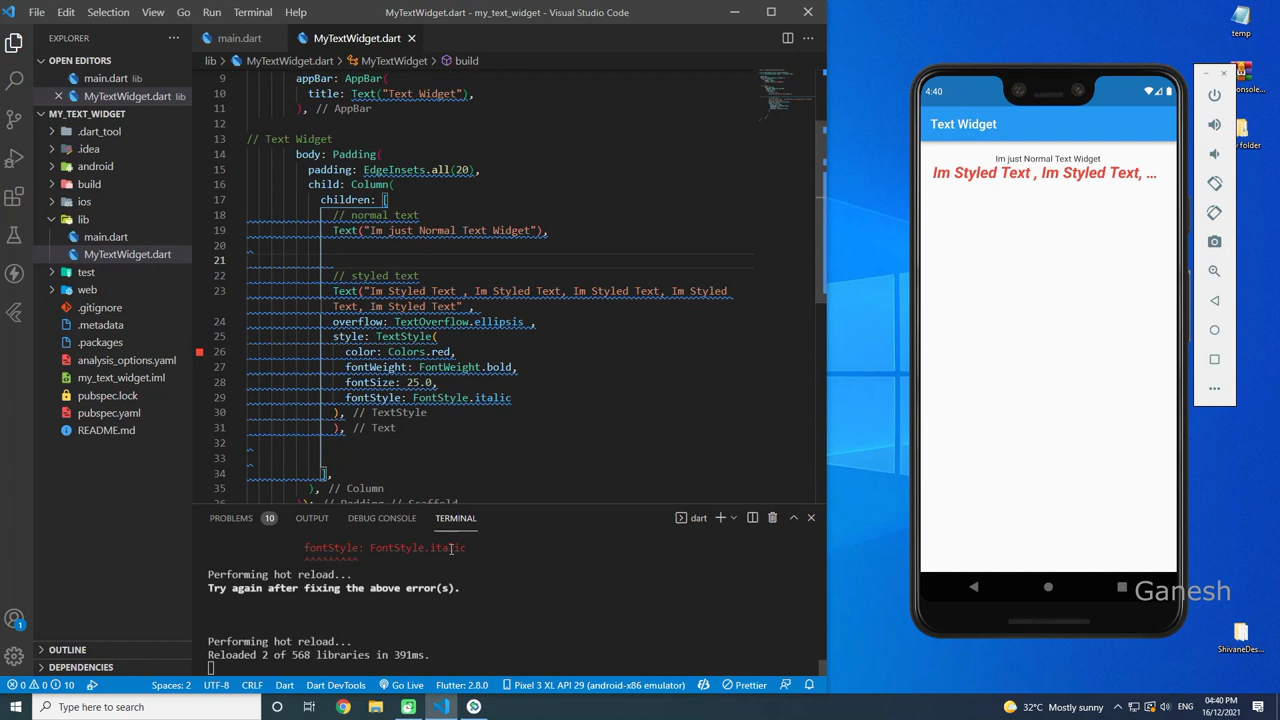 File Edit Selection View Go Run Terminal Help MyTextWidget.dart - my_text_widget - Visual Studio Code
EXPLORER
OPEN EDITORS
main.dart lib
MyTextWidget.dart lib
MY_TEXT_WIDGET
.dart_tool
.idea
android
build
ios
lib
main.dart
MyTextWidget.dart
test
web
.gitignore
.metadata
.packages
analysis_options.yaml
my_text_widget.iml
pubspec.lock
pubspec.yaml
README.md
OUTLINE
DEPENDENCIES
main.dart MyTextWidget.dart
lib > MyTextWidget.dart > MyTextWidget > build
9 appBar: AppBar(
10 title: Text("Text Widget"),
11 ), // AppBar
12
13 // Text Widget
14 body: Padding(
15 padding: EdgeInsets.all(20),
16 child: Column(
17 children: [
18 // normal text
19 Text("Im just Normal Text Widget"),
20
21
22 // styled text
23 Text("Im Styled Text , Im Styled Text, Im Styled Text, Im Styled
Text, Im Styled Text" ,
24 overflow: TextOverflow.ellipsis ,
25 style: TextStyle(
26 color: Colors.red,
27 fontWeight: FontWeight.bold,
28 fontSize: 25.0,
29 fontStyle: FontStyle.italic
30 ), // TextStyle
31 ), // Text
32
33
34 ],
35 ), // Column
)); // Padding // Scaffold
PROBLEMS 10 OUTPUT DEBUG CONSOLE TERMINAL dart
fontStyle: FontStyle.italic
^^^^^^^^^
Performing hot reload...
Try again after fixing the above error(s).
Performing hot reload...
Reloaded 2 of 568 libraries in 391ms.
1
0 0 10 Spaces: 2 UTF-8 CRLF Dart Dart DevTools Go Live Flutter: 2.8.0 Pixel 3 XL API 29 (android-x86 emulator) Prettier
4:40
Text Widget
Im just Normal Text Widget
Im Styled Text , Im Styled Text, ...
Ganesh
temp
ShivaneDes...
Type here to search
32°C Mostly sunny ENG 04:40 PM
16/12/2021